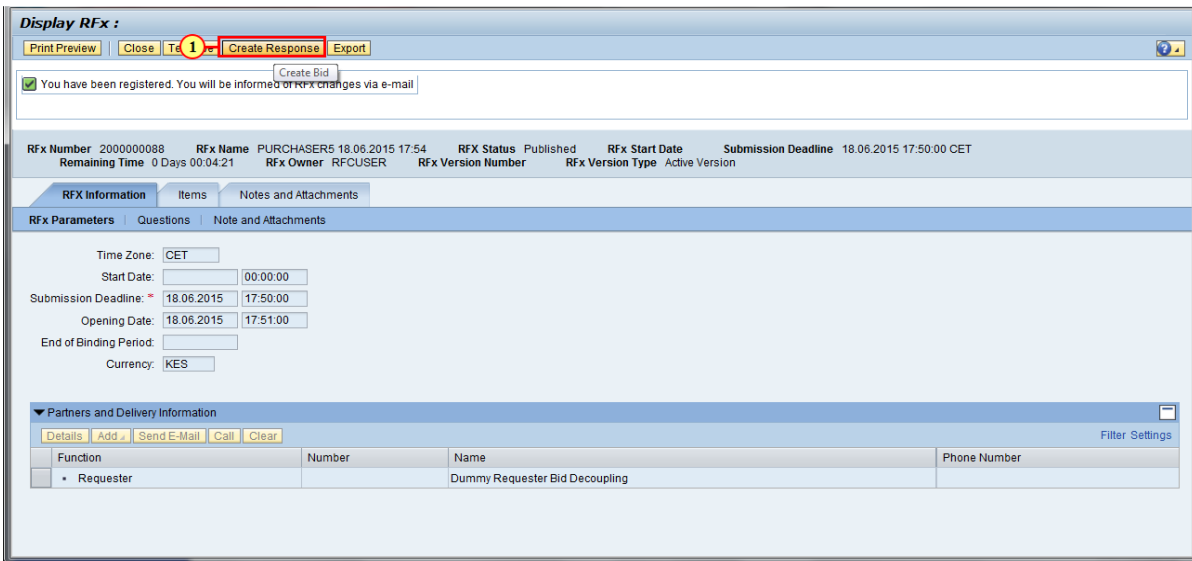 Display RFx :
Print Preview Close 1 Create Response Export
Create Bid
You have been registered. You will be informed of RFx changes via e-mail
RFx Number 2000000088 RFx Name PURCHASER5 18.06.2015 17:54 RFX Status Published RFx Start Date Submission Deadline 18.06.2015 17:50:00 CET
Remaining Time 0 Days 00:04:21 RFx Owner RFCUSER RFx Version Number RFx Version Type Active Version
RFX Information Items Notes and Attachments
RFx Parameters Questions Note and Attachments
Time Zone: CET
Start Date: 00:00:00
Submission Deadline: * 18.06.2015 17:50:00
Opening Date: 18.06.2015 17:51:00
End of Binding Period:
Currency: KES
Partners and Delivery Information
Details Add Send E-Mail Call Clear Filter Settings
Function Number Name Phone Number
Requester Dummy Requester Bid Decoupling